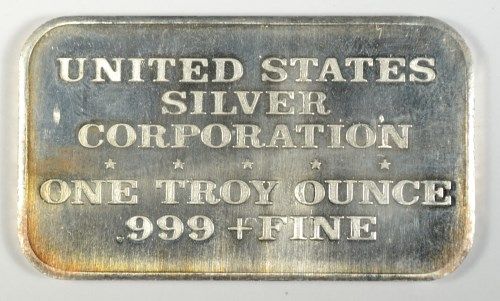 UNITED STATES
SILVER
CORPORATION
ONE TROY OUNCE
.999 + FINE